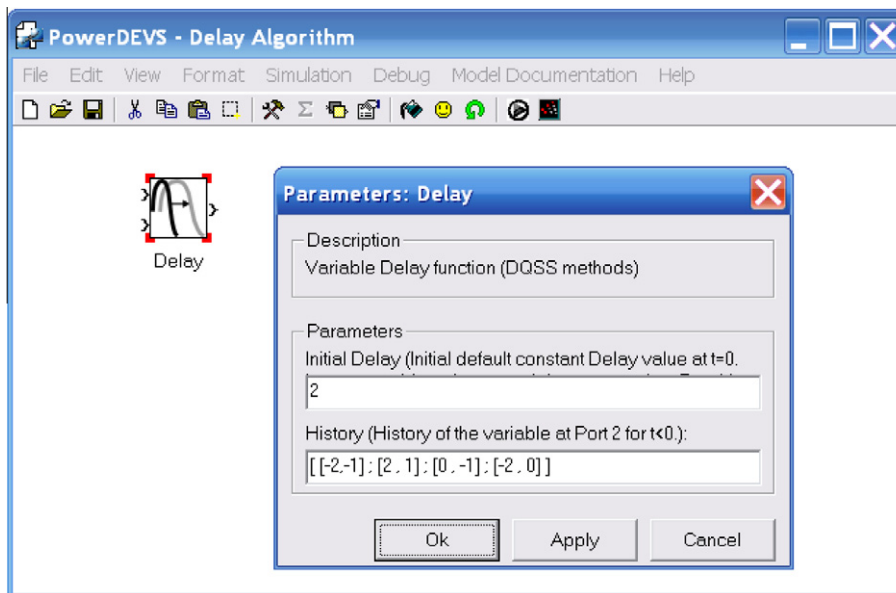 PowerDEVS - Delay Algorithm
File Edit View Format Simulation Debug Model Documentation Help
Delay
Parameters: Delay
Description
Variable Delay function (DQSS methods)
Parameters
Initial Delay (Initial default constant Delay value at t=0.
2
History (History of the variable at Port 2 for t<0.):
[ [-2,-1] ; [2 , 1] ; [0 , -1] ; [-2 , 0] ]
Ok Apply Cancel